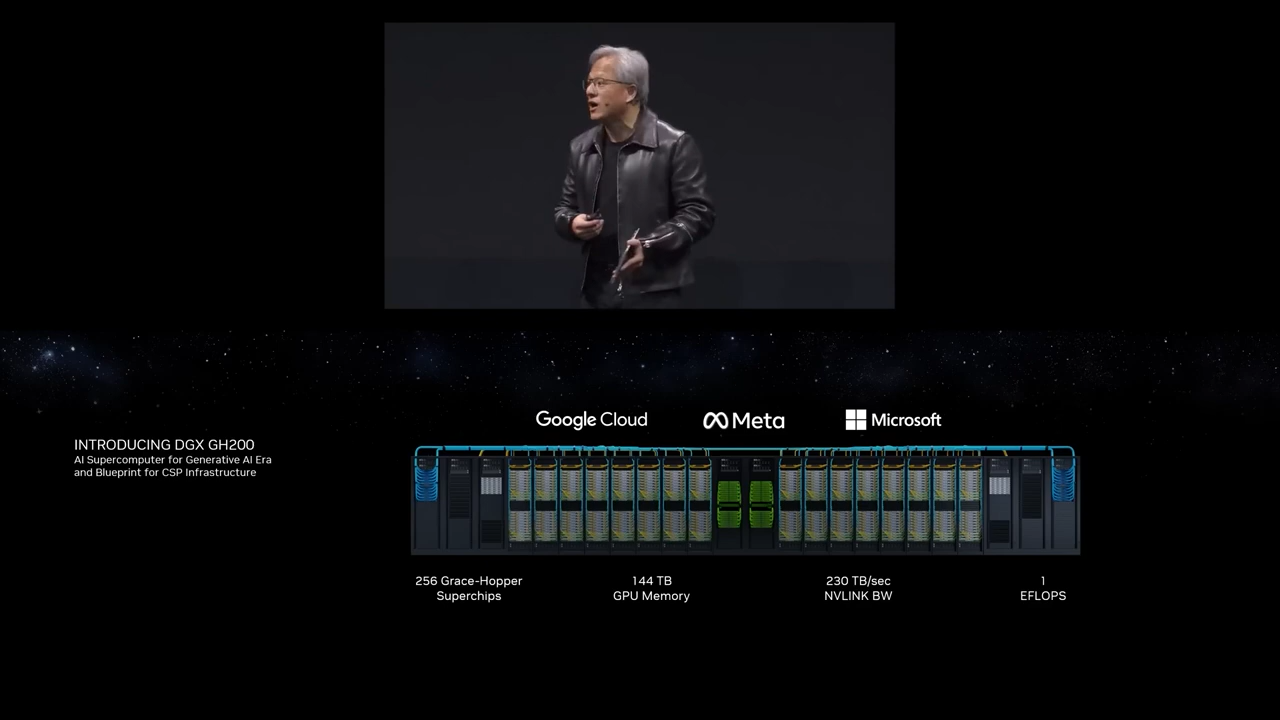 Google Cloud
Meta
Microsoft
INTRODUCING DGX GH200
AI Supercomputer for Generative AI Era
and Blueprint for CSP Infrastructure
256 Grace-Hopper
Superchips
144 TB
GPU Memory
230 TB/sec
NVLINK BW
1
EFLOPS